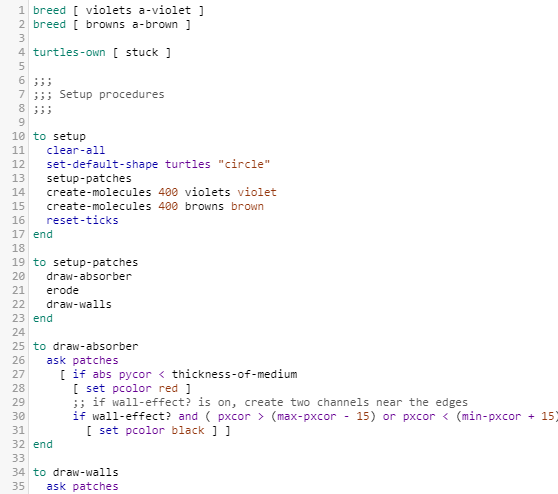 1 breed [ violets a-violet ]
2 breed [ browns a-brown ]
3
4 turtles-own [ stuck ]
5
6 ;;;
7 ;;; Setup procedures
8 ;;;
9
10 to setup
11   clear-all
12   set-default-shape turtles "circle"
13   setup-patches
14   create-molecules 400 violets violet
15   create-molecules 400 browns brown
16   reset-ticks
17 end
18
19 to setup-patches
20   draw-absorber
21   erode
22   draw-walls
23 end
24
25 to draw-absorber
26   ask patches
27     [ if abs pycor < thickness-of-medium
28       [ set pcolor red ]
29       ;; if wall-effect? is on, create two channels near the edges
30       if wall-effect? and ( pxcor > (max-pxcor - 15) or pxcor < (min-pxcor + 15)
31         [ set pcolor black ] ]
32 end
33
34 to draw-walls
35   ask patches